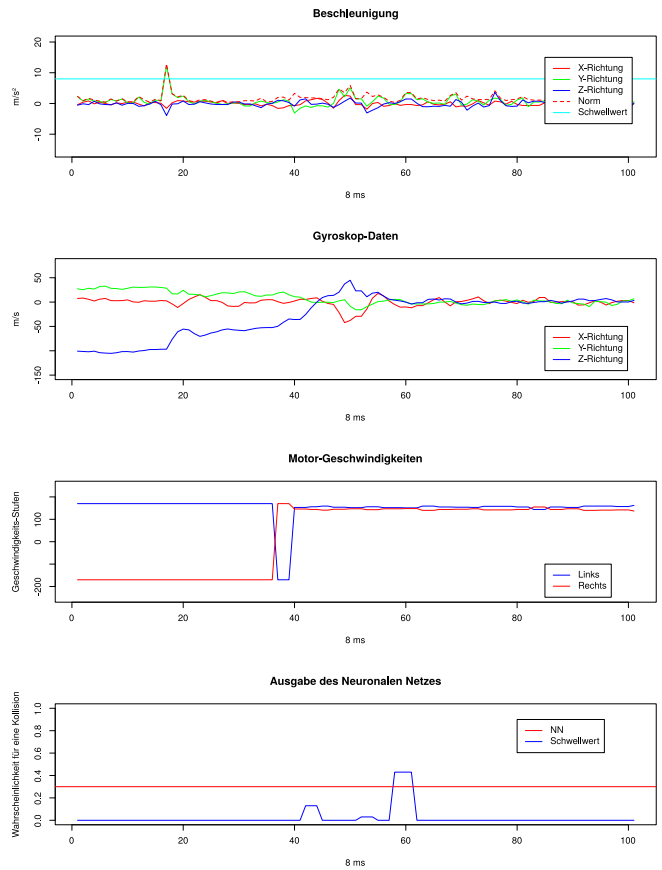 Beschleunigung
m/s²
20
10
0
-10
X-Richtung
Y-Richtung
Z-Richtung
Norm
Schwellwert
0
20
40
60
80
100
8 ms
Gyroskop-Daten
m/s
50
0
-50
-150
X-Richtung
Y-Richtung
Z-Richtung
0
20
40
60
80
100
8 ms
Motor-Geschwindigkeiten
Geschwindigkeits-Stufen
100
0
-200
Links
Rechts
0
20
40
60
80
100
8 ms
Ausgabe des Neuronalen Netzes
Wahrscheinlichkeit für eine Kollision
1.0
0.8
0.6
0.4
0.2
0.0
NN
Schwellwert
0
20
40
60
80
100
8 ms